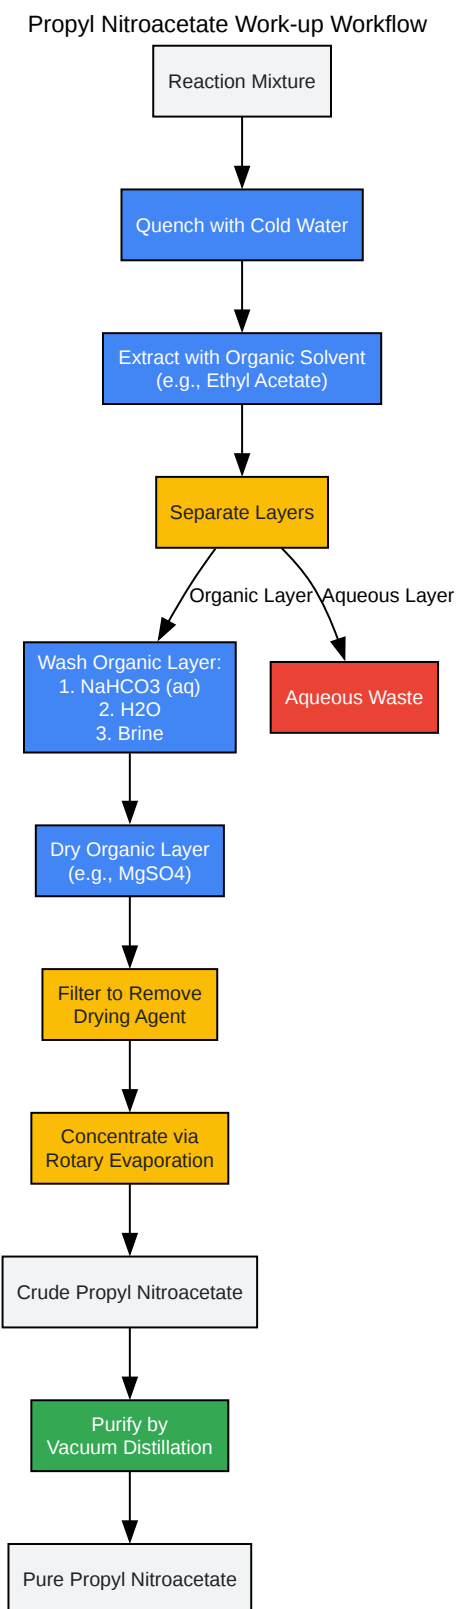 Propyl Nitroacetate Work-up Workflow
Reaction Mixture
Quench with Cold Water
Extract with Organic Solvent
(e.g., Ethyl Acetate)
Separate Layers
Organic Layer
Aqueous Layer
Wash Organic Layer:
1. NaHCO3 (aq)
2. H2O
3. Brine
Aqueous Waste
Dry Organic Layer
(e.g., MgSO4)
Filter to Remove
Drying Agent
Concentrate via
Rotary Evaporation
Crude Propyl Nitroacetate
Purify by
Vacuum Distillation
Pure Propyl Nitroacetate